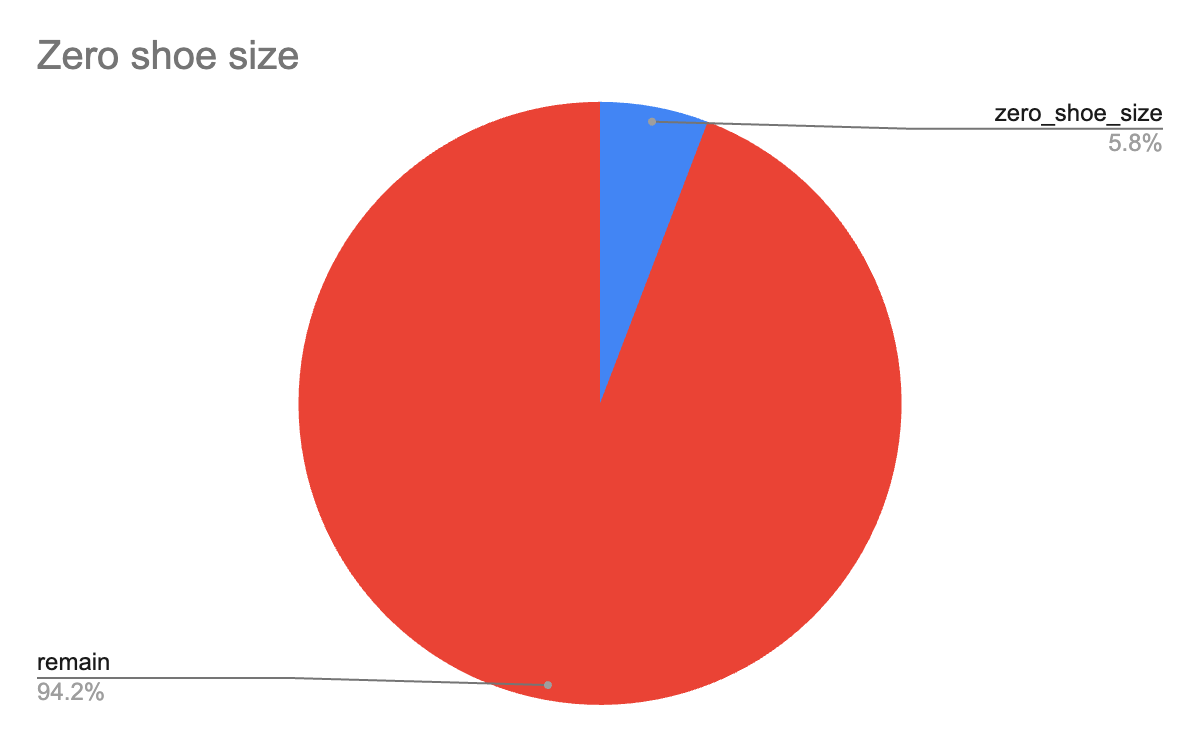 Zero shoe size
zero_shoe_size
5.8%
remain
94.2%